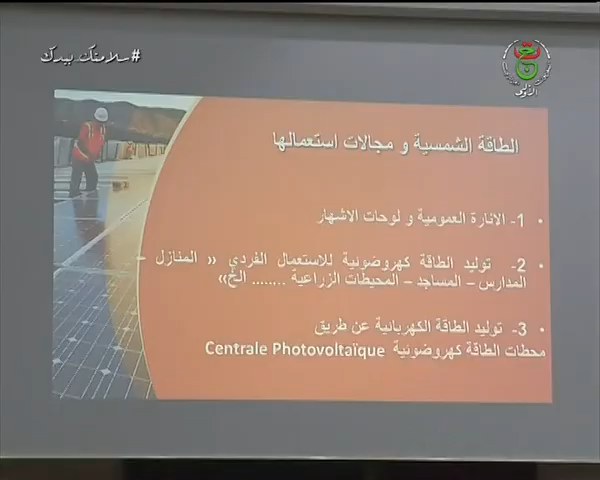 #سلامتك بيدك
الأولى
الطاقة الشمسية و مجالات استعمالها
• 1- الانارة العمومية و لوحات الاشهار
• 2- توليد الطاقة كهروضوئية للاستعمال الفردي « المنازل –
المدارس – المساجد – المحيطات الزراعية ........ الخ»
• 3- توليد الطاقة الكهربائية عن طريق
محطات الطاقة كهروضوئية Centrale Photovoltaïque